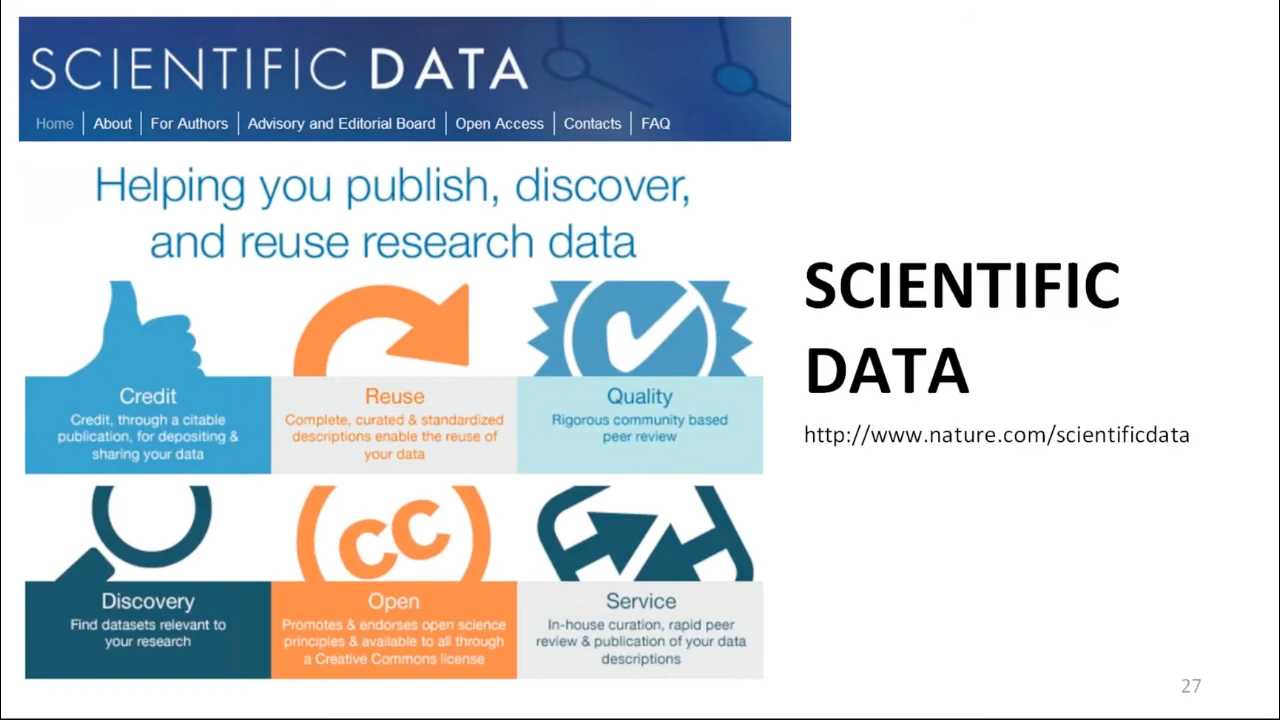 SCIENTIFIC DATA
Home About For Authors Advisory and Editorial Board Open Access Contacts FAQ
Helping you publish, discover,
and reuse research data
Credit
Credit, through a citable
publication, for depositing &
sharing your data
Reuse
Complete, curated & standardized
descriptions enable the reuse of
your data
Quality
Rigorous community based
peer review
cc
Discovery
Find datasets relevant to
your research
Open
Promotes & endorses open science
principles & available to all through
a Creative Commons license
Service
In-house curation, rapid peer
review & publication of your data
descriptions
SCIENTIFIC
DATA
http://www.nature.com/scientificdata
27